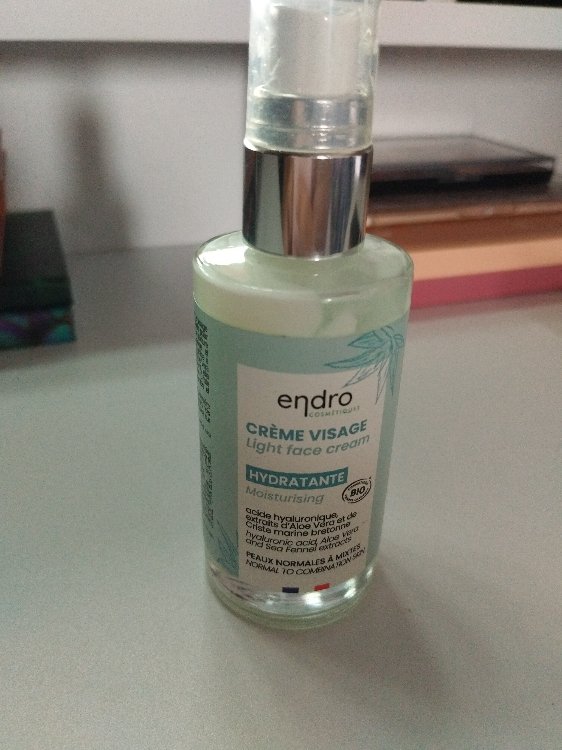 endro
COSMÉTIQUES
CRÈME VISAGE
Light face cream
HYDRATANTE
Moisturising
BIO
acide hyaluronique,
extraits d'Aloe Vera et de
Criste marine bretonne
hyaluronic acid, Aloe Vera
and Sea Fennel extracts
PEAUX NORMALES À MIXTES
NORMAL TO COMBINATION SKIN